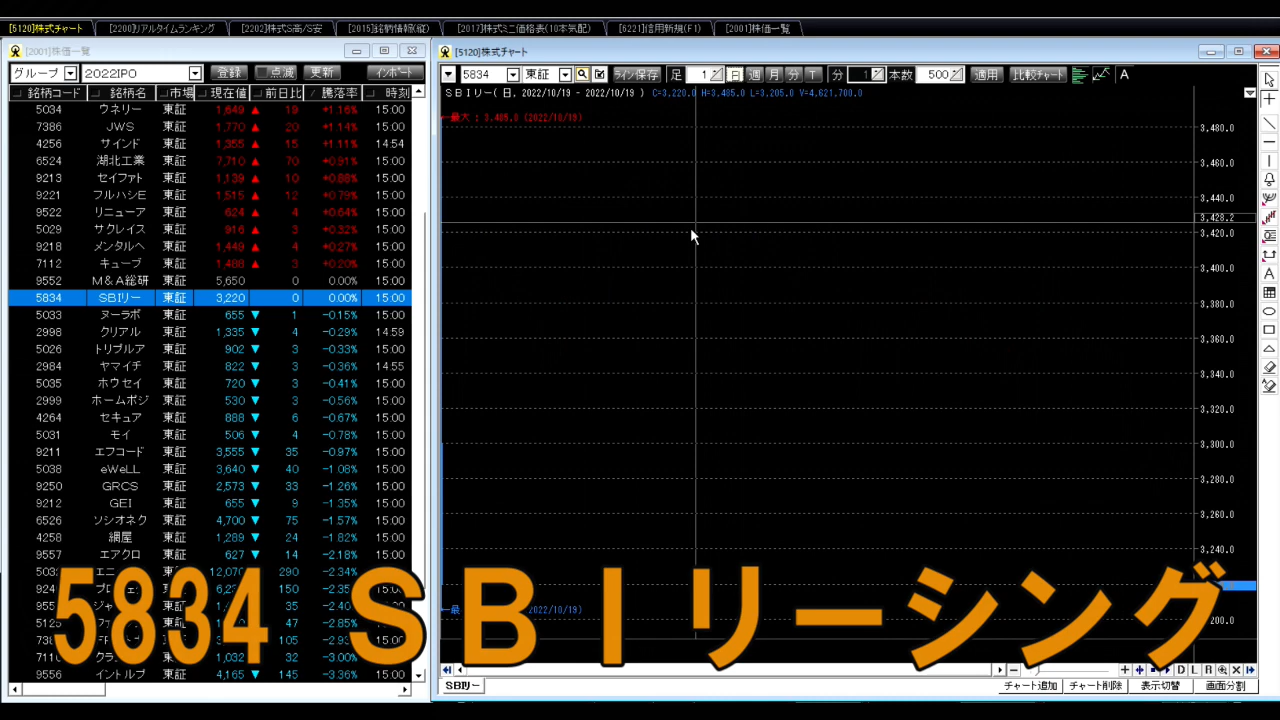 [5120]株式チャート [2200]リアルタイムランキング [2202]株式S高/S安 [2015]銘柄情報(縦) [2017]株式ミニ価格表(10本気配) [6221]信用新規(F1) [2001]株価一覧
[2001]株価一覧
グループ 2022IPO 登録 点滅 更新 インポート
銘柄コード 銘柄名 市場 現在値 前日比 騰落率 時刻
5034 ウネリー 東証 1,649 ▲ 19 +1.16% 15:00
7386 JWS 東証 1,770 ▲ 20 +1.14% 15:00
4256 サインド 東証 1,355 ▲ 15 +1.11% 14:54
6524 湖北工業 東証 7,710 ▲ 70 +0.91% 15:00
9213 セイファト 東証 1,139 ▲ 10 +0.88% 15:00
9221 フルハシE 東証 1,515 ▲ 12 +0.79% 15:00
9522 リニューア 東証 624 ▲ 4 +0.64% 15:00
5029 サクレイス 東証 916 ▲ 3 +0.32% 15:00
9218 メンタルヘ 東証 1,449 ▲ 4 +0.27% 15:00
7112 キューブ 東証 1,488 ▲ 3 +0.20% 15:00
9552 M&A総研 東証 5,650 0 0.00% 15:00
5834 SBIリー 東証 3,220 0 0.00% 15:00
5033 ヌーラボ 東証 655 ▼ 1 -0.15% 15:00
2998 クリアル 東証 1,335 ▼ 4 -0.29% 14:59
5026 トリプルア 東証 902 ▼ 3 -0.33% 15:00
2984 ヤマイチ 東証 822 ▼ 3 -0.36% 14:55
5035 ホウセイ 東証 720 ▼ 3 -0.41% 15:00
2999 ホームポジ 東証 530 ▼ 3 -0.56% 15:00
4264 セキュア 東証 888 ▼ 6 -0.67% 15:00
5031 モイ 東証 506 ▼ 4 -0.78% 15:00
9211 エフコード 東証 3,555 ▼ 35 -0.97% 15:00
5038 eWeLL 東証 3,640 ▼ 40 -1.08% 15:00
9250 GRCS 東証 2,573 ▼ 33 -1.26% 15:00
9212 GEI 東証 655 ▼ 9 -1.35% 15:00
6526 ソシオネク 東証 4,700 ▼ 75 -1.57% 15:00
4258 網屋 東証 1,289 ▼ 24 -1.82% 15:00
9557 エアクロ 東証 627 ▼ 14 -2.18% 15:00
290 -2.34% 15:00
150 15:00
35 15:00
47 -2.85% 15:00
105 15:00
1,032 ▼ 32 -3.00% 15:00
9556 イントルプ 東証 4,165 ▼ 145 -3.36% 15:00
[5120]株式チャート
5834 東証 ライン保存 足 1 日 週 月 分 T 分 1 本数 500 適用 比較チャート A
SBIリー( 日, 2022/10/19 - 2022/10/19 ) C=3,220.0 H=3,485.0 L=3,205.0 V=4,621,700.0
最大 : 3,485.0 (2022/10/19)
3,480.0
3,460.0
3,440.0
3,428.2
3,420.0
3,400.0
3,380.0
3,360.0
3,340.0
3,320.0
3,300.0
3,280.0
3,260.0
3,240.0
D L R
SBIリー
チャート追加 チャート削除 表示切替 画面分割
5834 SBIリーシング